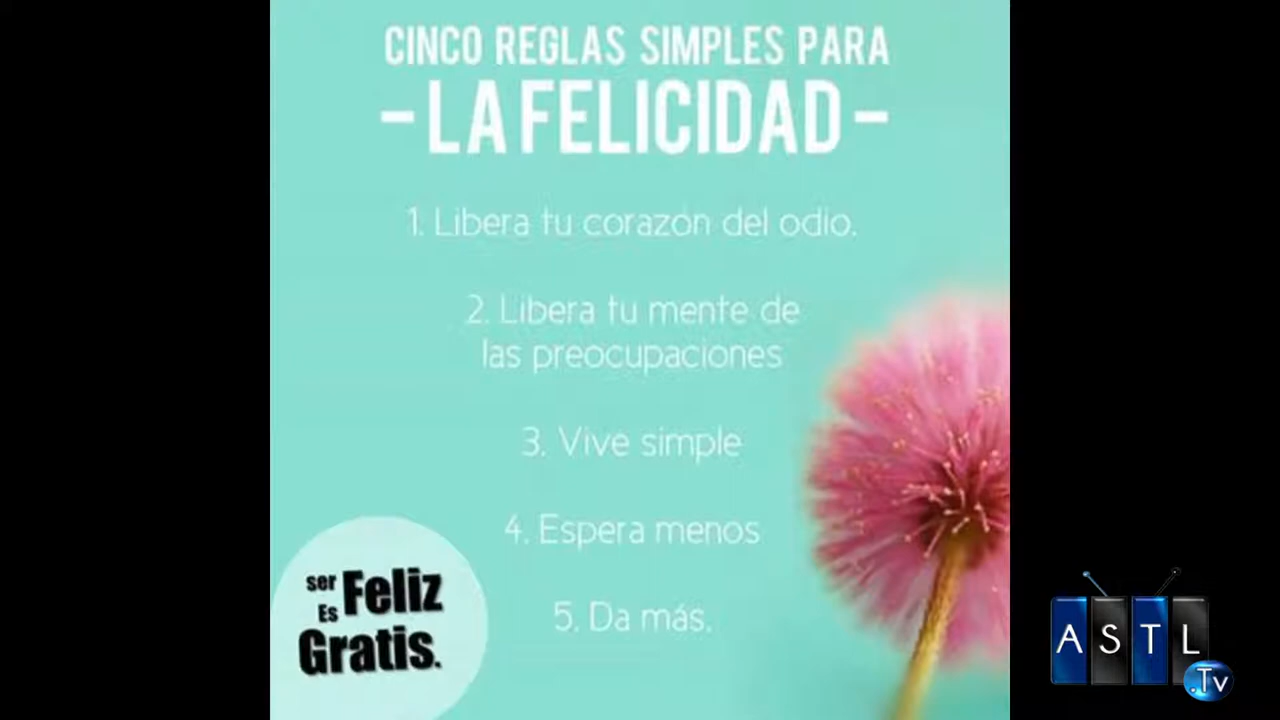 CINCO REGLAS SIMPLES PARA
- LA FELICIDAD -
1. Libera tu corazón del odio.
2. Libera tu mente de
las preocupaciones
3. Vive simple
4. Espera menos
5. Da más.
ser Feliz
Es
Gratis.
ASTL
.Tv